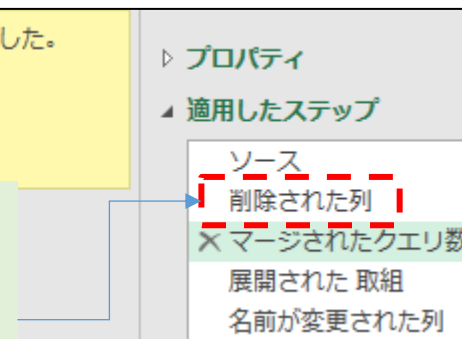 した。
プロパティ
適用したステップ
ソース
削除された列
マージされたクエリ数
展開された 取組
名前が変更された列